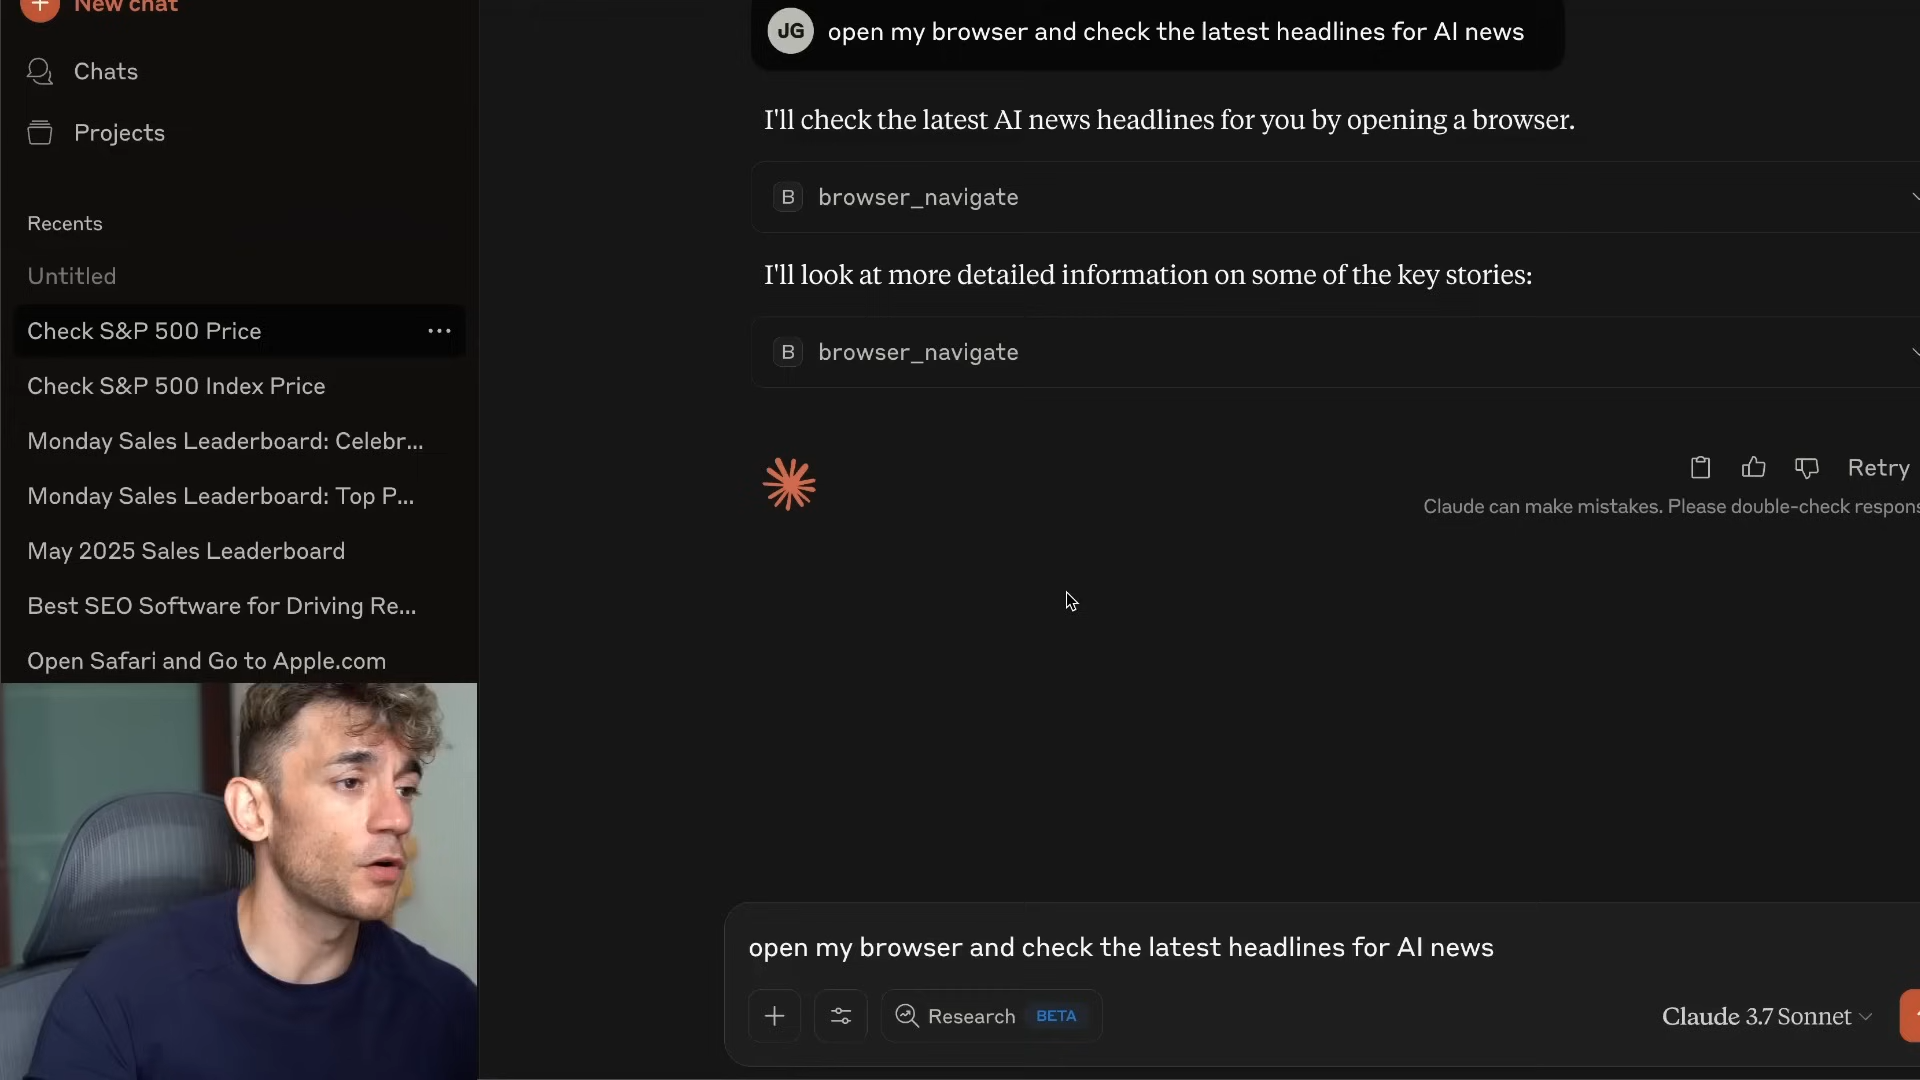 New chat
Chats
Projects
Recents
Untitled
Check S&P 500 Price
Check S&P 500 Index Price
Monday Sales Leaderboard: Celebr...
Monday Sales Leaderboard: Top P...
May 2025 Sales Leaderboard
Best SEO Software for Driving Re...
Open Safari and Go to Apple.com
JG open my browser and check the latest headlines for AI news
I'll check the latest AI news headlines for you by opening a browser.
B browser_navigate
I'll look at more detailed information on some of the key stories:
B browser_navigate
Retry
Claude can make mistakes. Please double-check respons
open my browser and check the latest headlines for AI news
Research BETA
Claude 3.7 Sonnet